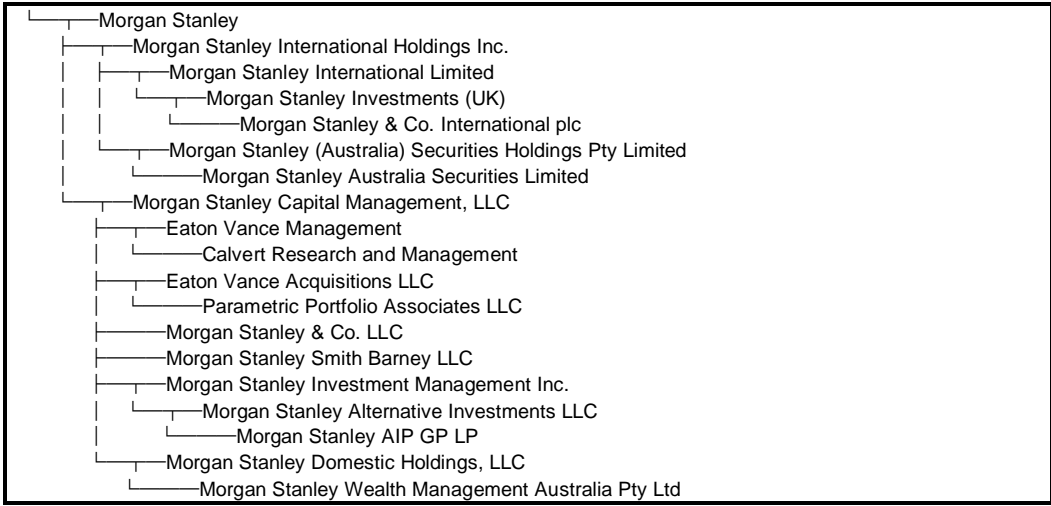 Morgan Stanley
Morgan Stanley International Holdings Inc.
Morgan Stanley International Limited
Morgan Stanley Investments (UK)
Morgan Stanley & Co. International plc
Morgan Stanley (Australia) Securities Holdings Pty Limited
Morgan Stanley Australia Securities Limited
Morgan Stanley Capital Management, LLC
Eaton Vance Management
Calvert Research and Management
Eaton Vance Acquisitions LLC
Parametric Portfolio Associates LLC
Morgan Stanley & Co. LLC
Morgan Stanley Smith Barney LLC
Morgan Stanley Investment Management Inc.
Morgan Stanley Alternative Investments LLC
Morgan Stanley AIP GP LP
Morgan Stanley Domestic Holdings, LLC
Morgan Stanley Wealth Management Australia Pty Ltd